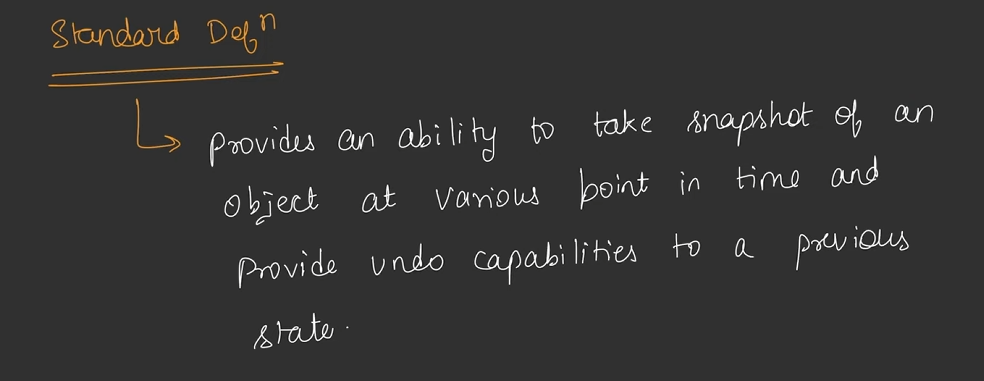 Standard Defⁿ
Provides an ability to take snapshot of an
object at various point in time and
Provide undo capabilities to a previous
state.